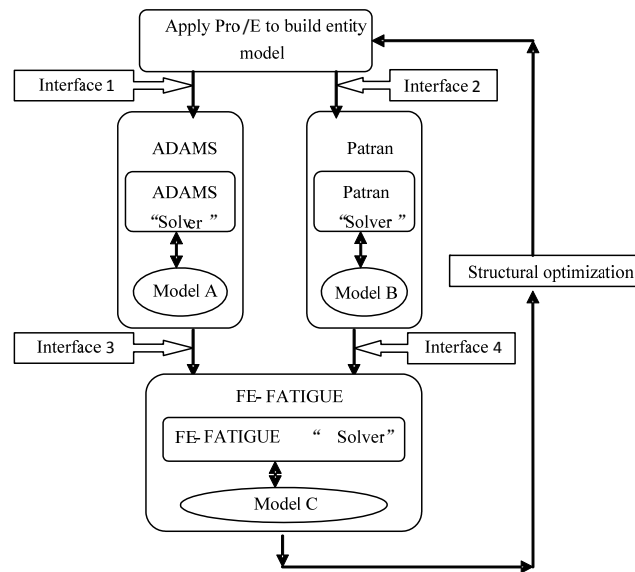 Apply Pro/E to build entity
model
Interface 1
Interface 2
ADAMS
ADAMS
“Solver ”
Model A
Patran
Patran
“Solver ”
Model B
Structural optimization
Interface 3
Interface 4
FE-FATIGUE
FE-FATIGUE “ Solver”
Model C